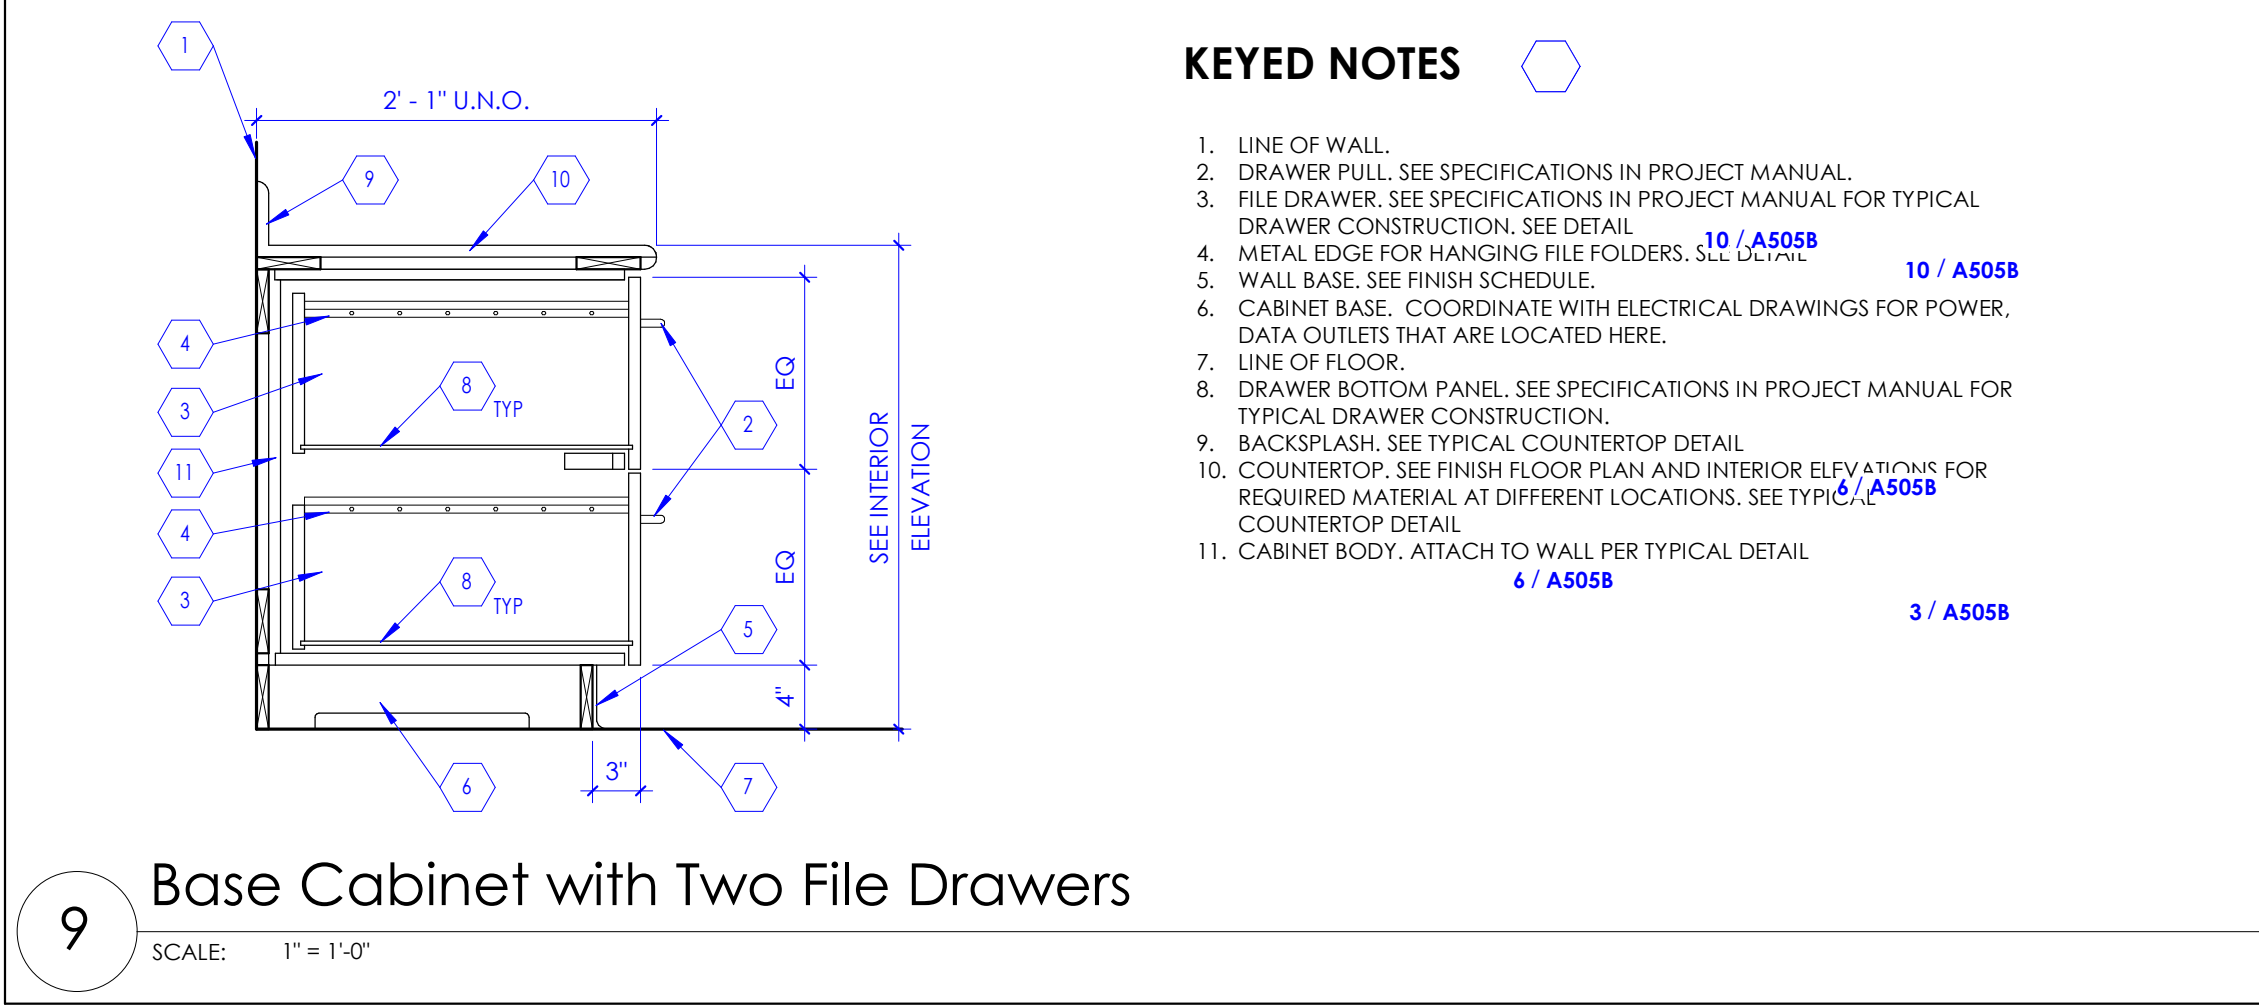 1
2' - 1" U.N.O.
9
10
4
3
8
TYP
2
11
4
3
8
TYP
5
6
7
EQ
EQ
4"
3"
SEE INTERIOR
ELEVATION
KEYED NOTES
1. LINE OF WALL.
2. DRAWER PULL. SEE SPECIFICATIONS IN PROJECT MANUAL.
3. FILE DRAWER. SEE SPECIFICATIONS IN PROJECT MANUAL FOR TYPICAL
DRAWER CONSTRUCTION. SEE DETAIL
10 / A505B
4. METAL EDGE FOR HANGING FILE FOLDERS. SEE DETAIL
10 / A505B
5. WALL BASE. SEE FINISH SCHEDULE.
6. CABINET BASE. COORDINATE WITH ELECTRICAL DRAWINGS FOR POWER,
DATA OUTLETS THAT ARE LOCATED HERE.
7. LINE OF FLOOR.
8. DRAWER BOTTOM PANEL. SEE SPECIFICATIONS IN PROJECT MANUAL FOR
TYPICAL DRAWER CONSTRUCTION.
9. BACKSPLASH. SEE TYPICAL COUNTERTOP DETAIL
10. COUNTERTOP. SEE FINISH FLOOR PLAN AND INTERIOR ELEVATIONS FOR
6 / A505B
REQUIRED MATERIAL AT DIFFERENT LOCATIONS. SEE TYPICAL
COUNTERTOP DETAIL
11. CABINET BODY. ATTACH TO WALL PER TYPICAL DETAIL
6 / A505B
3 / A505B
9
Base Cabinet with Two File Drawers
SCALE: 1" = 1'-0"